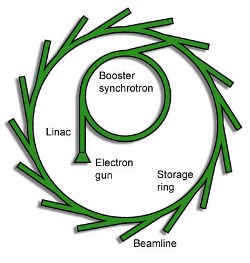 Booster
synchrotron
Linac
Electron
gun
Storage
ring
Beamline